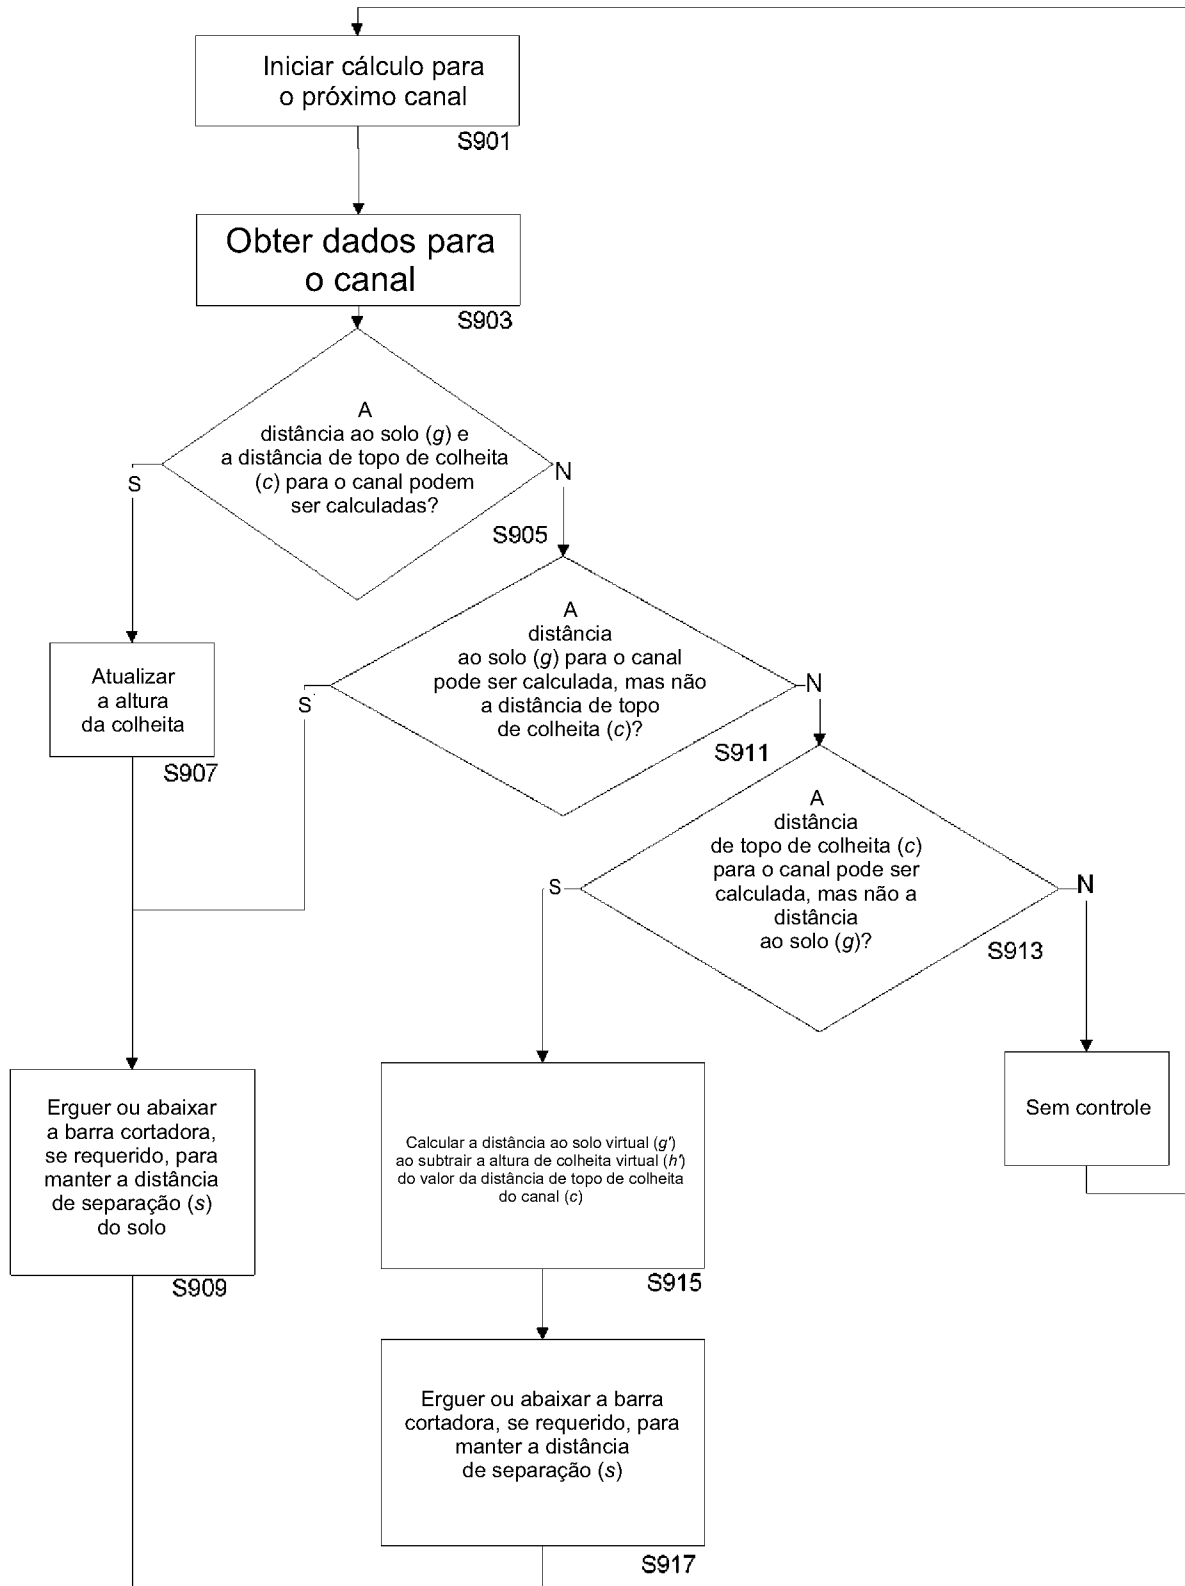 Iniciar cálculo para
o próximo canal
S901
Obter dados para
o canal
S903
A
distância ao solo (g) e
a distância de topo de colheita
(c) para o canal podem
ser calculadas?
S
N
S905
A
distância
ao solo (g) para o canal
pode ser calculada, mas não
a distância de topo
de colheita (c)?
S
N
S911
Atualizar
a altura
da colheita
S907
A
distância
de topo de colheita (c)
para o canal pode ser
calculada, mas não a
distância
ao solo (g)?
S
N
S913
Erguer ou abaixar
a barra cortadora,
se requerido, para
manter a distância
de separação (s)
do solo
S909
Calcular a distância ao solo virtual (g')
ao subtrair a altura de colheita virtual (h')
do valor da distância de topo de colheita
do canal (c)
S915
Sem controle
Erguer ou abaixar a barra
cortadora, se requerido, para
manter a distância
de separação (s)
S917